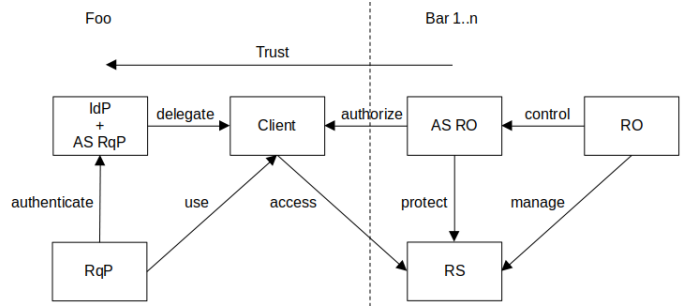 Foo
Bar 1..n
Trust
IdP
+
AS RqP
delegate
Client
authorize
AS RO
control
RO
authenticate
use
access
protect
manage
RqP
RS